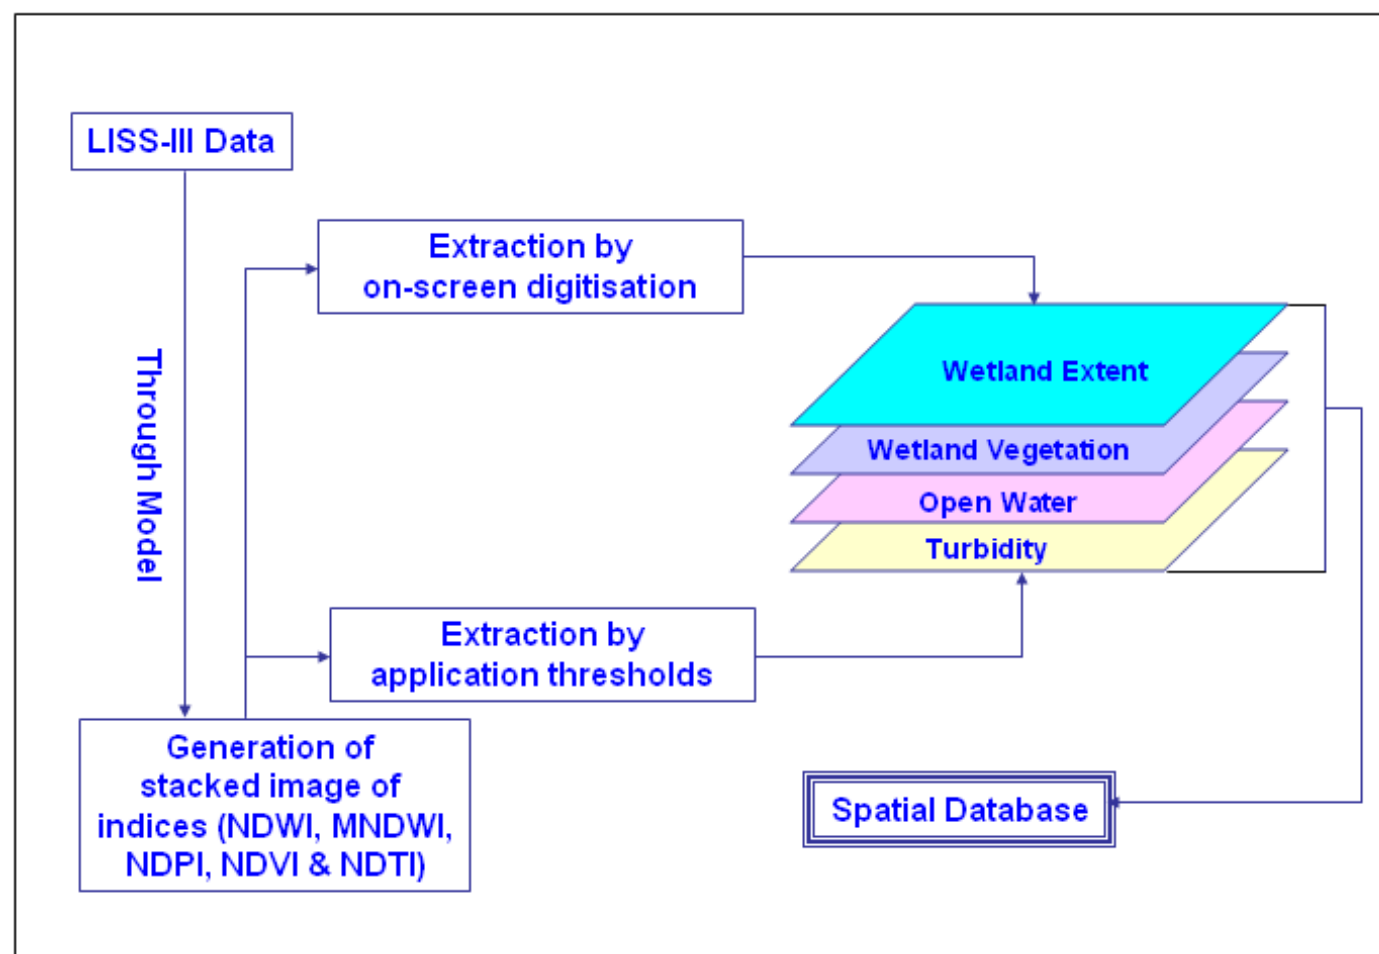 LISS-III Data
Through Model
Extraction by
on-screen digitisation
Wetland Extent
Wetland Vegetation
Open Water
Turbidity
Extraction by
application thresholds
Generation of
stacked image of
indices (NDWI, MNDWI,
NDPI, NDVI & NDTI)
Spatial Database